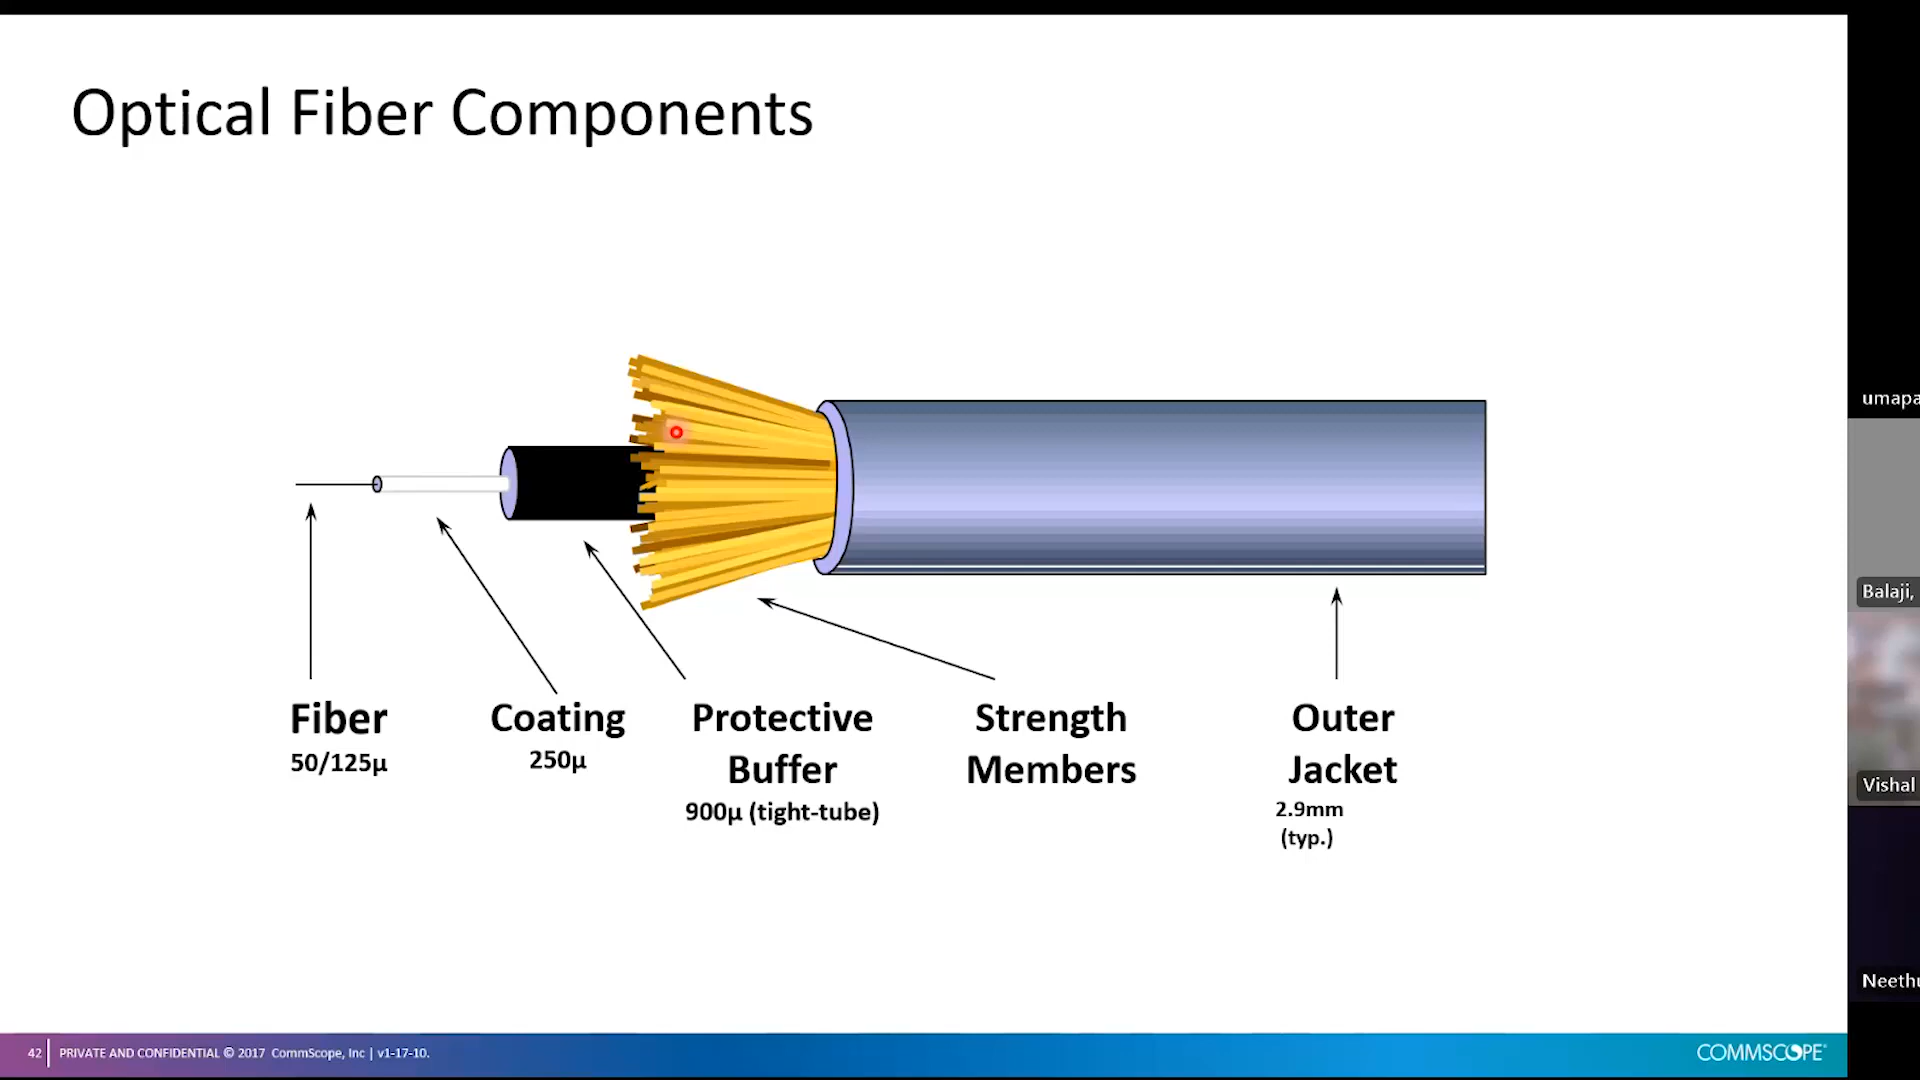 Optical Fiber Components
Fiber
50/125µ
Coating
250µ
Protective
Buffer
900µ (tight-tube)
Strength
Members
Outer
Jacket
2.9mm
(typ.)
umapa
Balaji,
Vishal
Neethu
42 | PRIVATE AND CONFIDENTIAL © 2017 CommScope, Inc | v1-17-10.
COMMSCOPE®